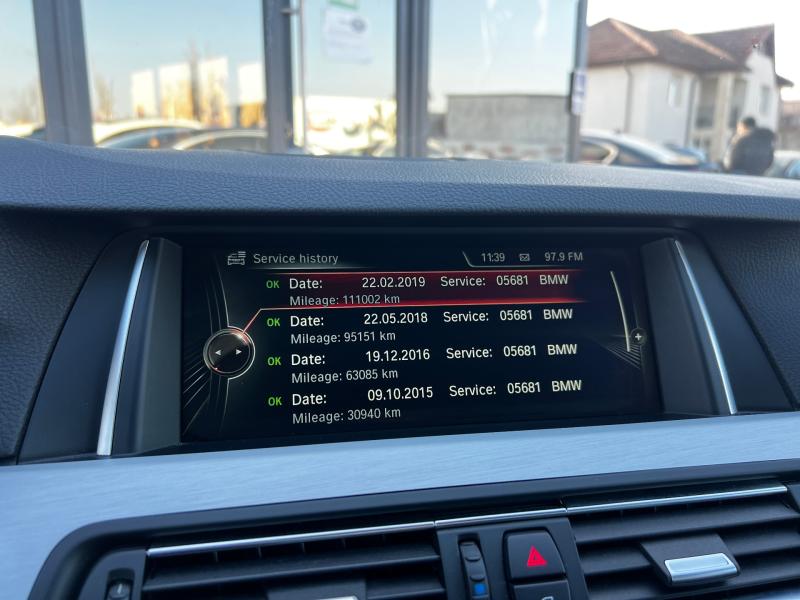 Service history
11:39
97.9 FM
OK Date: 22.02.2019 Service: 05681 BMW
Mileage: 111002 km
OK Date: 22.05.2018 Service: 05681 BMW
Mileage: 95151 km
OK Date: 19.12.2016 Service: 05681 BMW
Mileage: 63085 km
OK Date: 09.10.2015 Service: 05681 BMW
Mileage: 30940 km